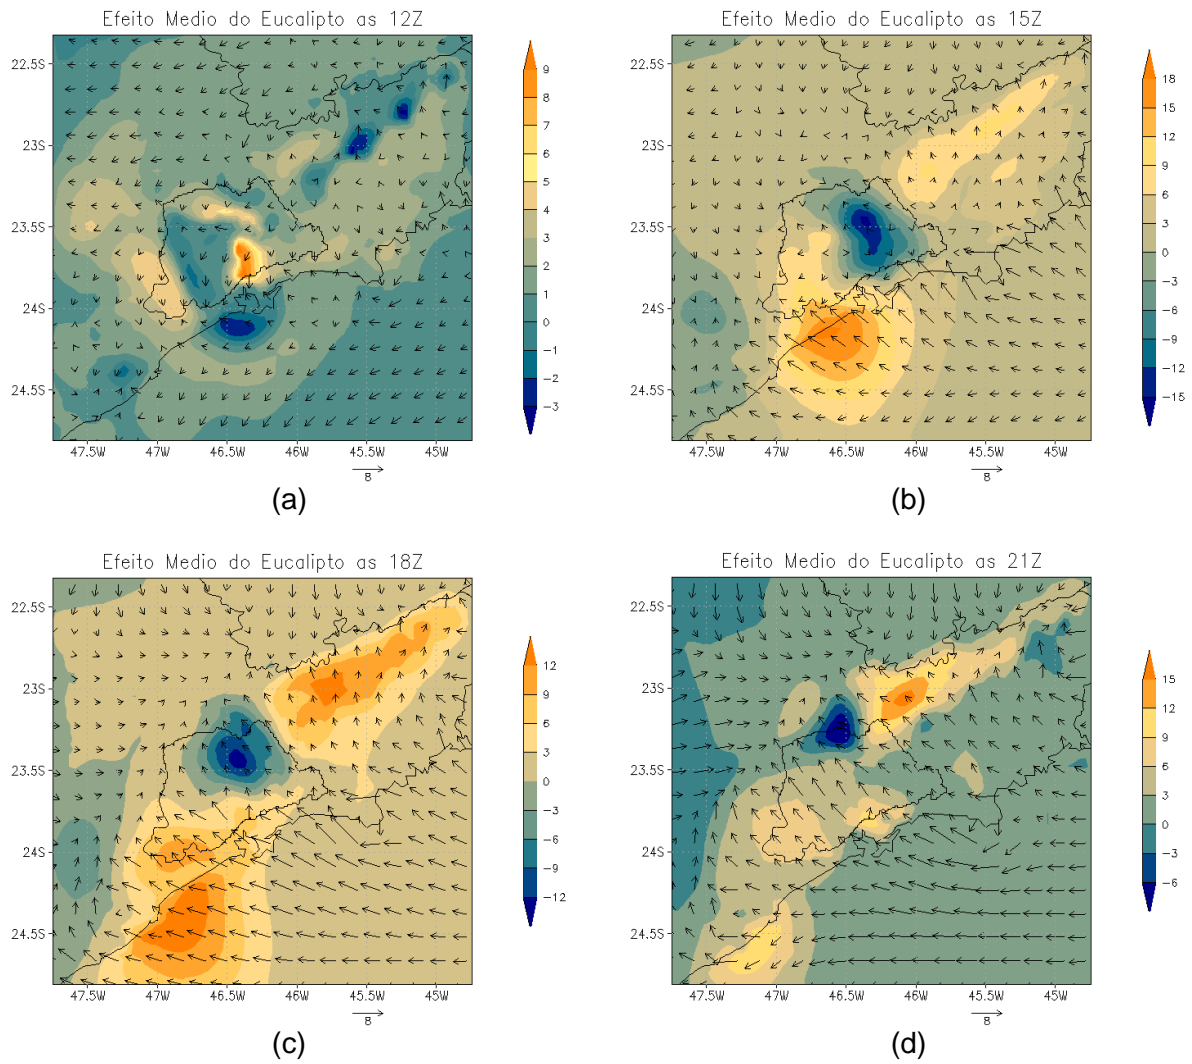 Efeito Medio do Eucalipto as 12Z
22.5S
23S
23.5S
24S
24.5S
47.5W 47W 46.5W 46W 45.5W 45W
9
8
7
6
5
4
3
2
1
0
−1
−2
−3
8
(a)
Efeito Medio do Eucalipto as 15Z
22.5S
23S
23.5S
24S
24.5S
47.5W 47W 46.5W 46W 45.5W 45W
18
15
12
9
6
3
0
−3
−6
−9
−12
−15
8
(b)
Efeito Medio do Eucalipto as 18Z
22.5S
23S
23.5S
24S
24.5S
47.5W 47W 46.5W 46W 45.5W 45W
12
9
6
3
0
−3
−6
−9
−12
8
(c)
Efeito Medio do Eucalipto as 21Z
22.5S
23S
23.5S
24S
24.5S
47.5W 47W 46.5W 46W 45.5W 45W
15
12
9
6
3
0
−3
−6
8
(d)